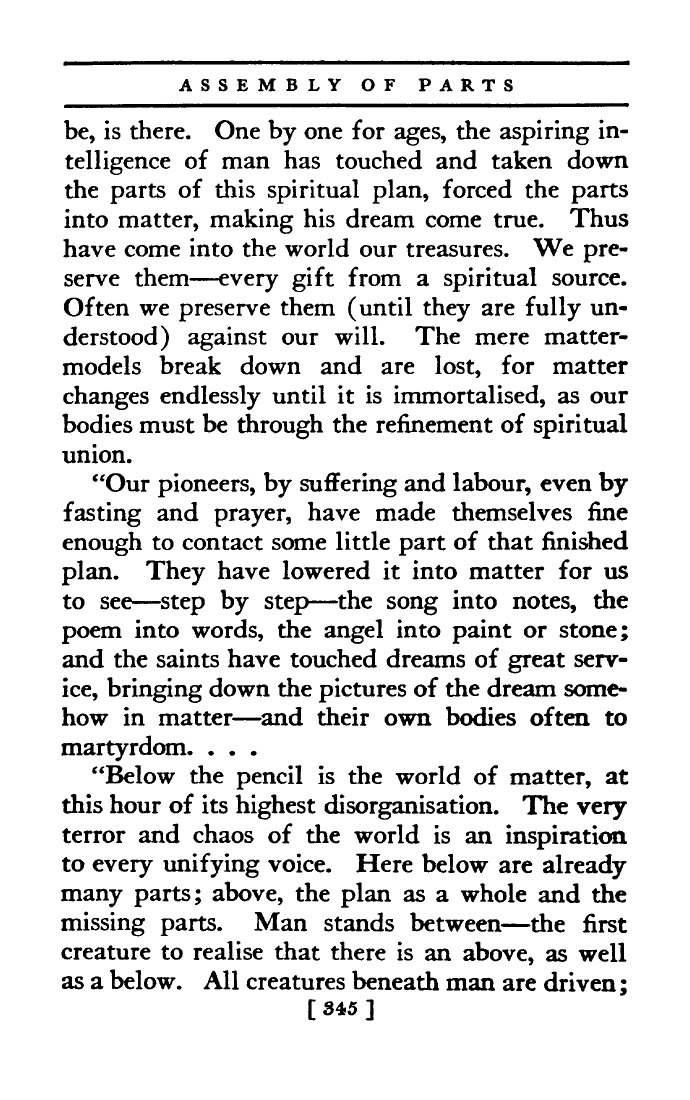 ASSEMBLY OF PARTS
be, is there. One by one for ages, the aspiring in-
telligence of man has touched and taken down
the parts of this spiritual plan, forced the parts
into matter, making his dream come true. Thus
have come into the world our treasures. We pre-
serve them—every gift from a spiritual source.
Often we preserve them (until they are fully un-
derstood) against our will. The mere matter-
models break down and are lost, for matter
changes endlessly until it is immortalised, as our
bodies must be through the refinement of spiritual
union.
“Our pioneers, by suffering and labour, even by
fasting and prayer, have made themselves fine
enough to contact some little part of that finished
plan. They have lowered it into matter for us
to see—step by step—the song into notes, the
poem into words, the angel into paint or stone;
and the saints have touched dreams of great serv-
ice, bringing down the pictures of the dream some-
how in matter—and their own bodies often to
martyrdom. . . .
“Below the pencil is the world of matter, at
this hour of its highest disorganisation. The very
terror and chaos of the world is an inspiration
to every unifying voice. Here below are already
many parts; above, the plan as a whole and the
missing parts. Man stands between—the first
creature to realise that there is an above, as well
as a below. All creatures beneath man are driven;
[ 345 ]